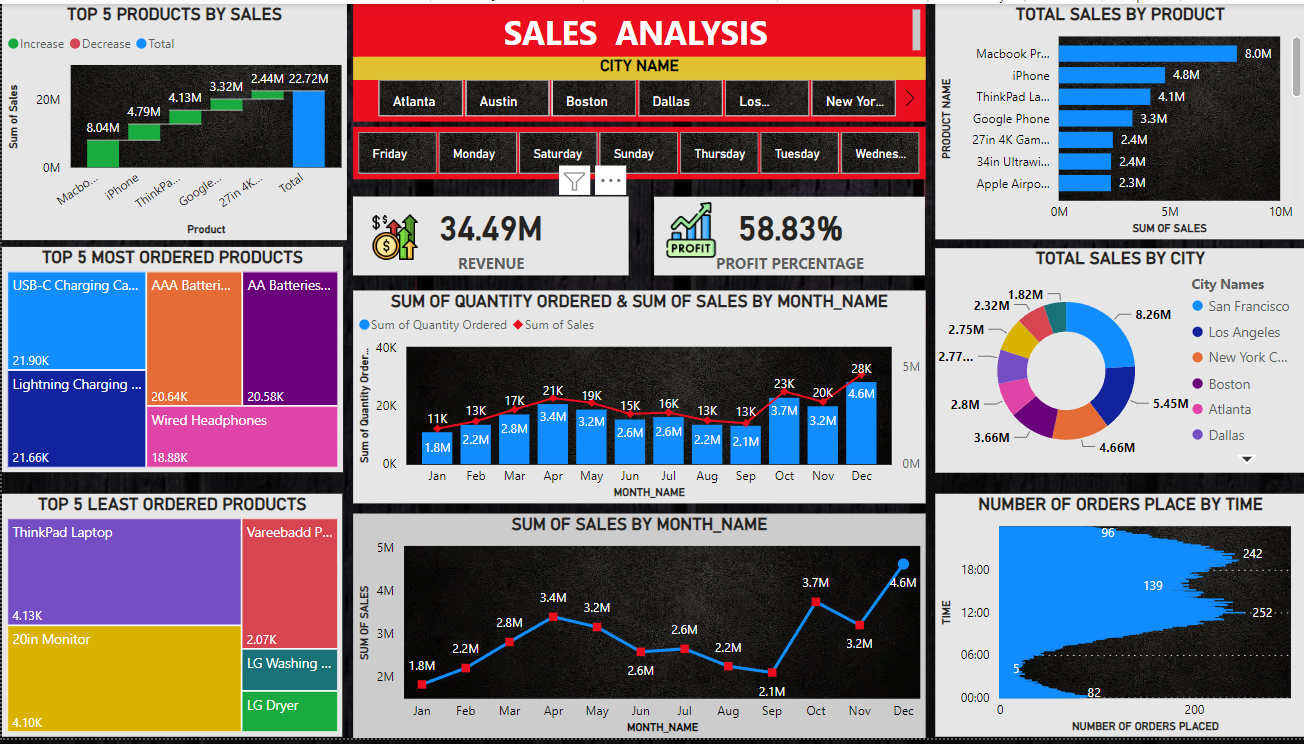 TOP 5 PRODUCTS BY SALES
Increase Decrease Total
Sum of Sales
20M
0M
8.04M
4.79M
4.13M
3.32M
2.44M
22.72M
Macbo...
iPhone
ThinkPa...
Google...
27in 4K...
Total
Product
SALES ANALYSIS
CITY NAME
Atlanta
Austin
Boston
Dallas
Los...
New Yor...
Friday
Monday
Saturday
Sunday
Thursday
Tuesday
Wednes...
34.49M
REVENUE
PROFIT
58.83%
PROFIT PERCENTAGE
TOTAL SALES BY PRODUCT
PRODUCT NAME
Macbook Pr... 8.0M
iPhone 4.8M
ThinkPad La... 4.1M
Google Phone 3.3M
27in 4K Gam... 2.4M
34in Ultrawi... 2.4M
Apple Airpo... 2.3M
0M 5M 10M
SUM OF SALES
TOP 5 MOST ORDERED PRODUCTS
USB-C Charging Ca...
21.90K
Lightning Charging ...
21.66K
AAA Batteri...
20.64K
AA Batteries...
20.58K
Wired Headphones
18.88K
SUM OF QUANTITY ORDERED & SUM OF SALES BY MONTH_NAME
Sum of Quantity Ordered Sum of Sales
Sum of Quantity Order...
40K
20K
0K
5M
0M
11K 13K 17K 21K 19K 15K 16K 13K 13K 23K 20K 28K
1.8M 2.2M 2.8M 3.4M 3.2M 2.6M 2.6M 2.2M 2.1M 3.7M 3.2M 4.6M
Jan Feb Mar Apr May Jun Jul Aug Sep Oct Nov Dec
MONTH_NAME
TOTAL SALES BY CITY
1.82M
2.32M
2.75M
2.77...
2.8M
3.66M
4.66M
5.45M
8.26M
City Names
San Francisco
Los Angeles
New York C...
Boston
Atlanta
Dallas
TOP 5 LEAST ORDERED PRODUCTS
ThinkPad Laptop
4.13K
20in Monitor
4.10K
Vareebadd P...
2.07K
LG Washing ...
LG Dryer
SUM OF SALES BY MONTH_NAME
SUM OF SALES
5M
4M
3M
2M
1.8M 2.2M 2.8M 3.4M 3.2M 2.6M 2.6M 2.2M 2.1M 3.7M 3.2M 4.6M
Jan Feb Mar Apr May Jun Jul Aug Sep Oct Nov Dec
MONTH_NAME
NUMBER OF ORDERS PLACE BY TIME
TIME
18:00
12:00
06:00
00:00
96
242
139
252
5
82
0 200
NUMBER OF ORDERS PLACED